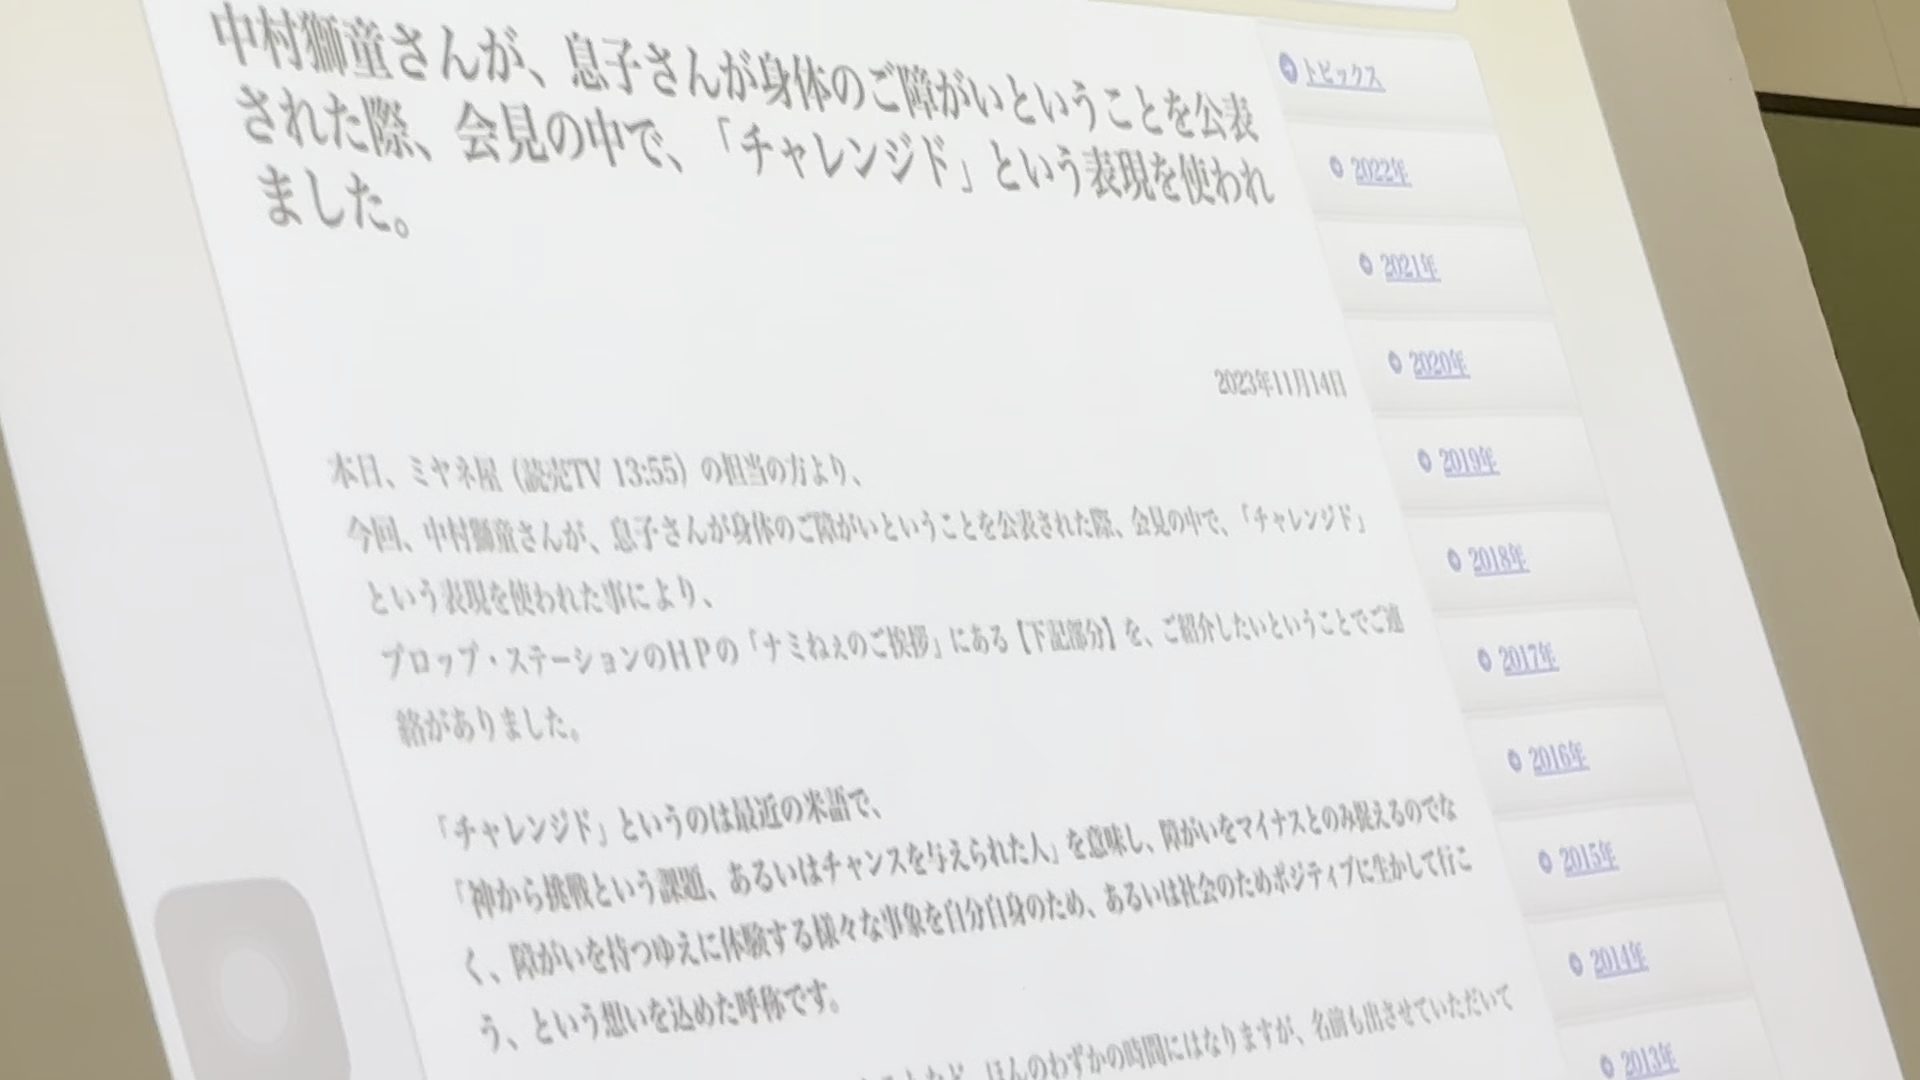 中村獅童さんが、息子さんが身体のご障がいということを公表
された際、会見の中で、「チャレンジド」という表現を使われ
ました。
2023年11月14日
本日、ミヤネ屋（読売TV 13:55）の担当の方より、
今回、中村獅童さんが、息子さんが身体のご障がいということを公表された際、会見の中で、「チャレンジド」
という表現を使われた事により、
プロップ・ステーションのHPの「ナミねぇのご挨拶」にある【下記部分】を、ご紹介したいということでご連
絡がありました。
「チャレンジド」というのは最近の米語で、
「神から挑戦という課題、あるいはチャンスを与えられた人」を意味し、障がいをマイナスとのみ捉えるのでな
く、障がいを持つゆえに体験する様々な事象を自分自身のため、あるいは社会のためポジティブに生かして行こ
う、という想いを込めた呼称です。
ほんのわずかの時間にはなりますが、名前も出させていただいて
トピックス
2022年
2021年
2020年
2019年
2018年
2017年
2016年
2015年
2014年
2013年